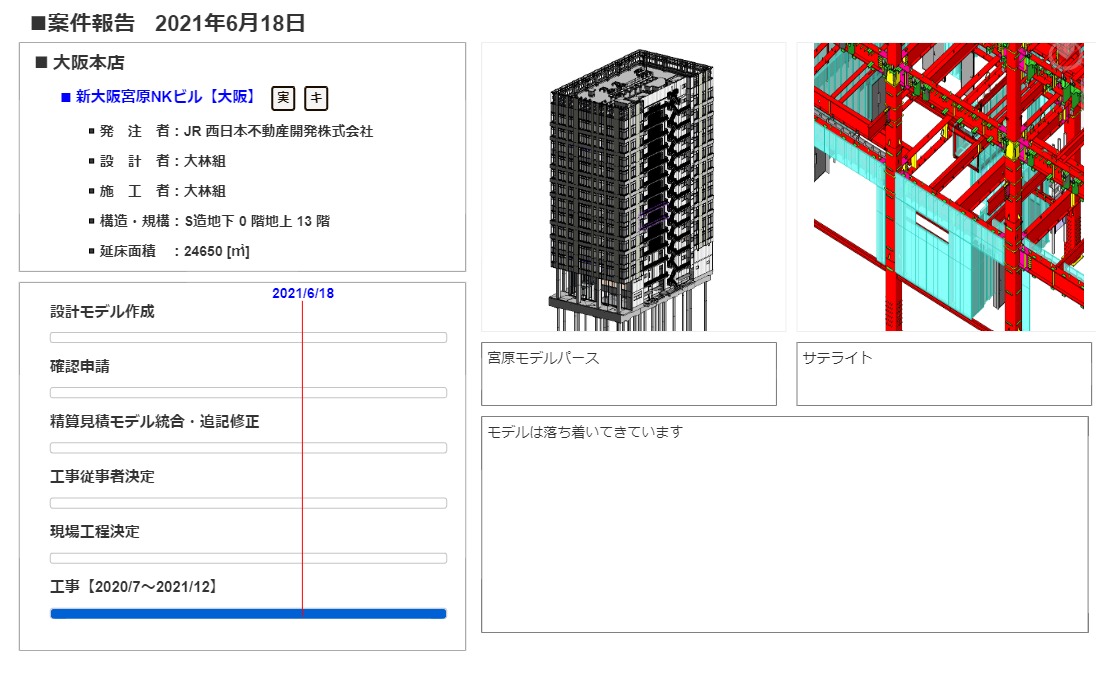 ■案件報告 2021年6月18日
■ 大阪本店
■ 新大阪宮原NKビル【大阪】 実 キ
▪ 発 注 者：JR 西日本不動産開発株式会社
▪ 設 計 者：大林組
▪ 施 工 者：大林組
▪ 構造・規構：S造地下 0 階地上 13 階
▪ 延床面積 ：24650 [㎡]
2021/6/18
設計モデル作成
確認申請
精算見積モデル統合・追記修正
工事従事者決定
現場工程決定
工事【2020/7～2021/12】
宮原モデルパース
サテライト
モデルは落ち着いてきています